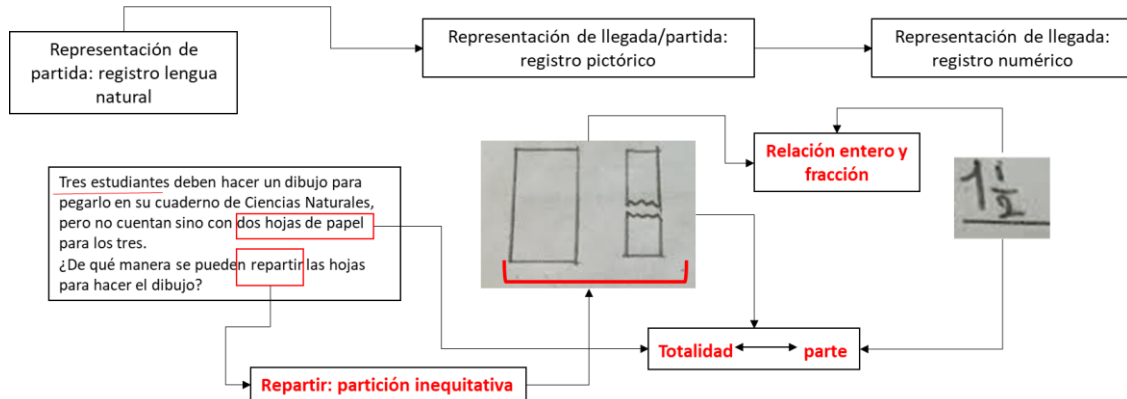 Representación de
partida: registro lengua
natural
Representación de llegada/partida:
registro pictórico
Representación de llegada:
registro numérico
Tres estudiantes deben hacer un dibujo para
pegarlo en su cuaderno de Ciencias Naturales,
pero no cuentan sino con dos hojas de papel
para los tres.
¿De qué manera se pueden repartir las hojas
para hacer el dibujo?
Relación entero y
fracción
1
2
Totalidad parte
Repartir: partición inequitativa